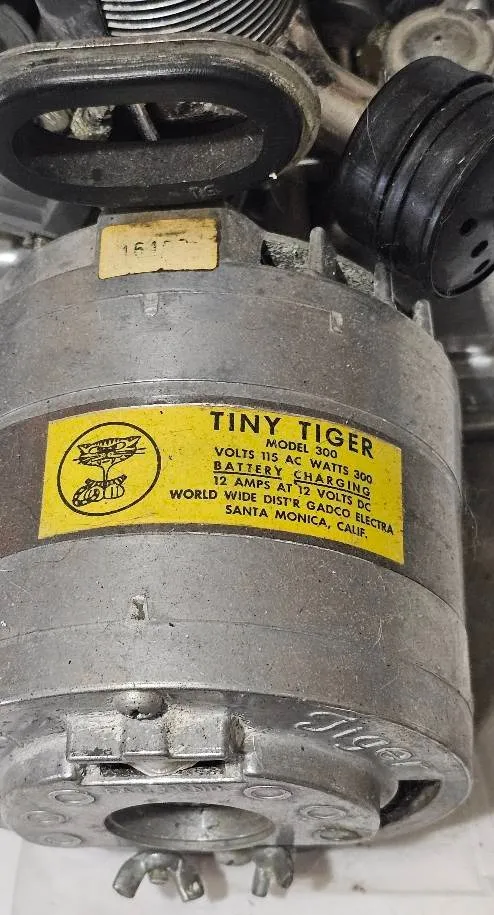 TINY TIGER
MODEL 300
VOLTS 115 AC WATTS 300
BATTERY CHARGING
12 AMPS AT 12 VOLTS DC
WORLD WIDE DIST'R GADCO ELECTRA
SANTA MONICA, CALIF.
Tiger